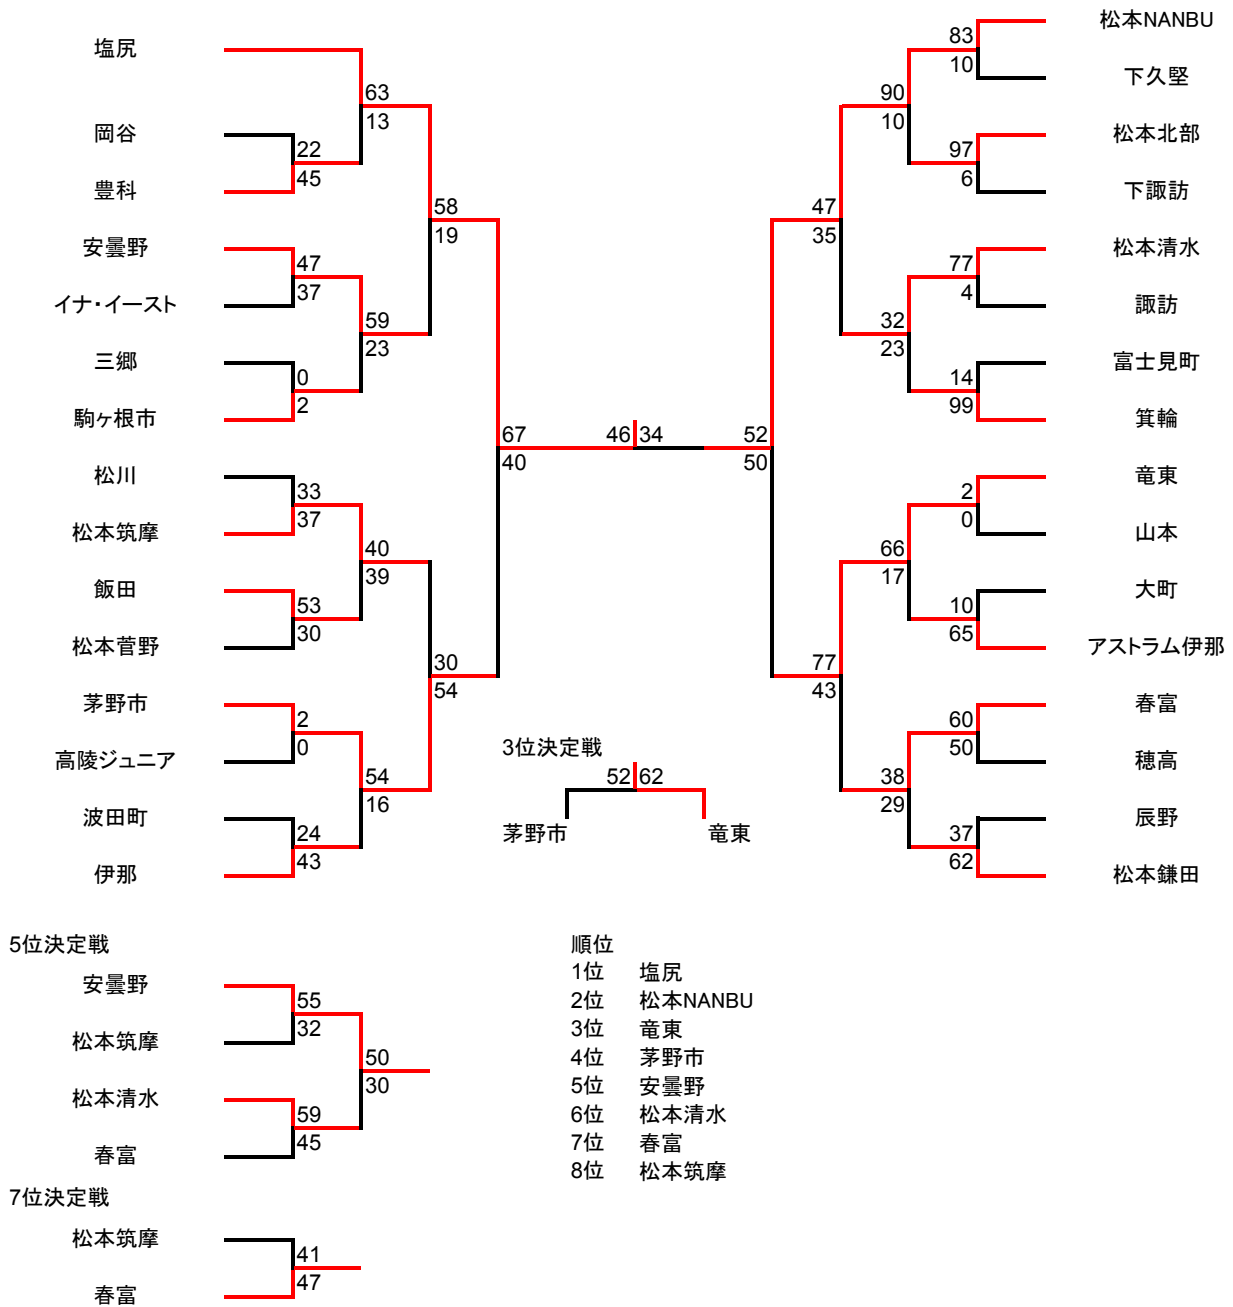 塩尻
63
13
岡谷
22
45
豊科
58
19
安曇野
47
37
イナ・イースト
59
23
三郷
0
2
駒ヶ根市
67
40
松川
33
37
松本筑摩
40
39
飯田
53
30
松本菅野
30
54
茅野市
2
0
高陵ジュニア
54
16
波田町
24
43
伊那
46 34
松本NANBU
83
10
下久堅
90
10
松本北部
97
6
下諏訪
47
35
松本清水
77
4
諏訪
32
23
富士見町
14
99
箕輪
52
50
竜東
2
0
山本
66
17
大町
10
65
アストラム伊那
77
43
春富
60
50
穂高
38
29
辰野
37
62
松本鎌田
3位決定戦
52 62
茅野市 竜東
5位決定戦
安曇野
55
32
松本筑摩
50
30
松本清水
59
45
春富
7位決定戦
松本筑摩
41
47
春富
順位
1位 塩尻
2位 松本NANBU
3位 竜東
4位 茅野市
5位 安曇野
6位 松本清水
7位 春富
8位 松本筑摩